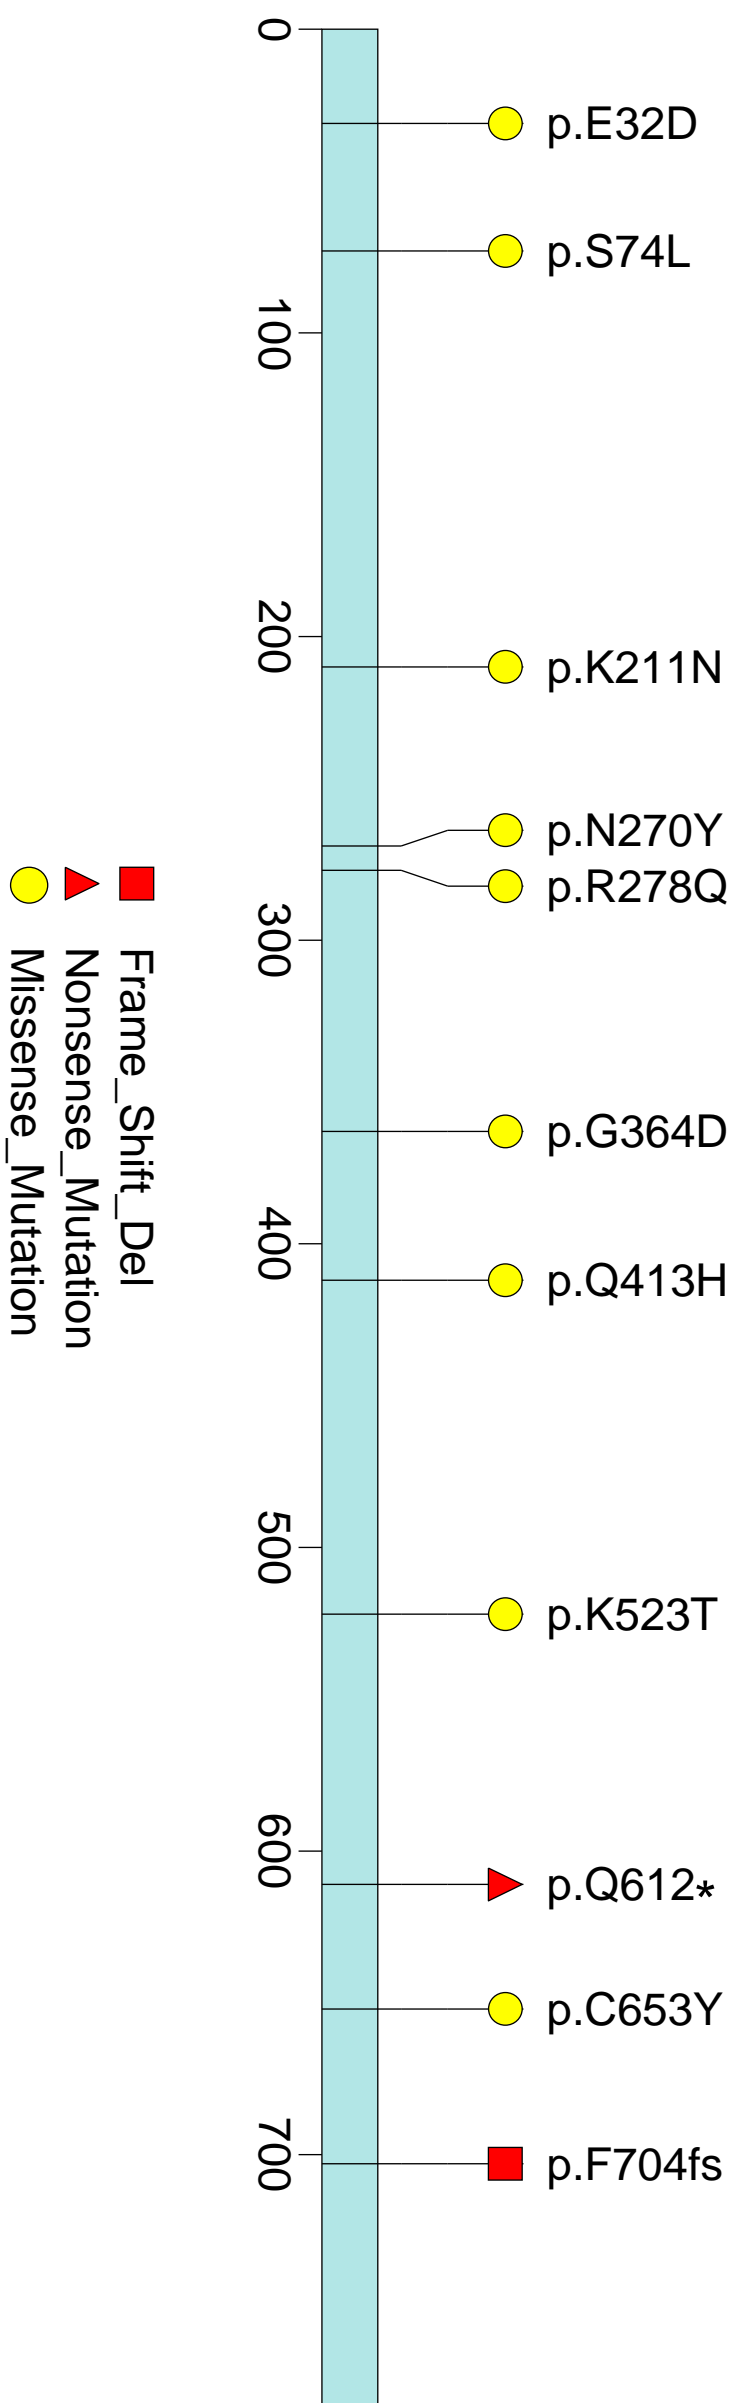 p.E32D
p.S74L
p.K211N
p.N270Y
p.R278Q
p.G364D
p.Q413H
p.K523T
p.Q612*
p.C653Y
p.F704fs
0
100
200
300
400
500
600
700
Frame_Shift_Del
Nonsense_Mutation
Missense_Mutation